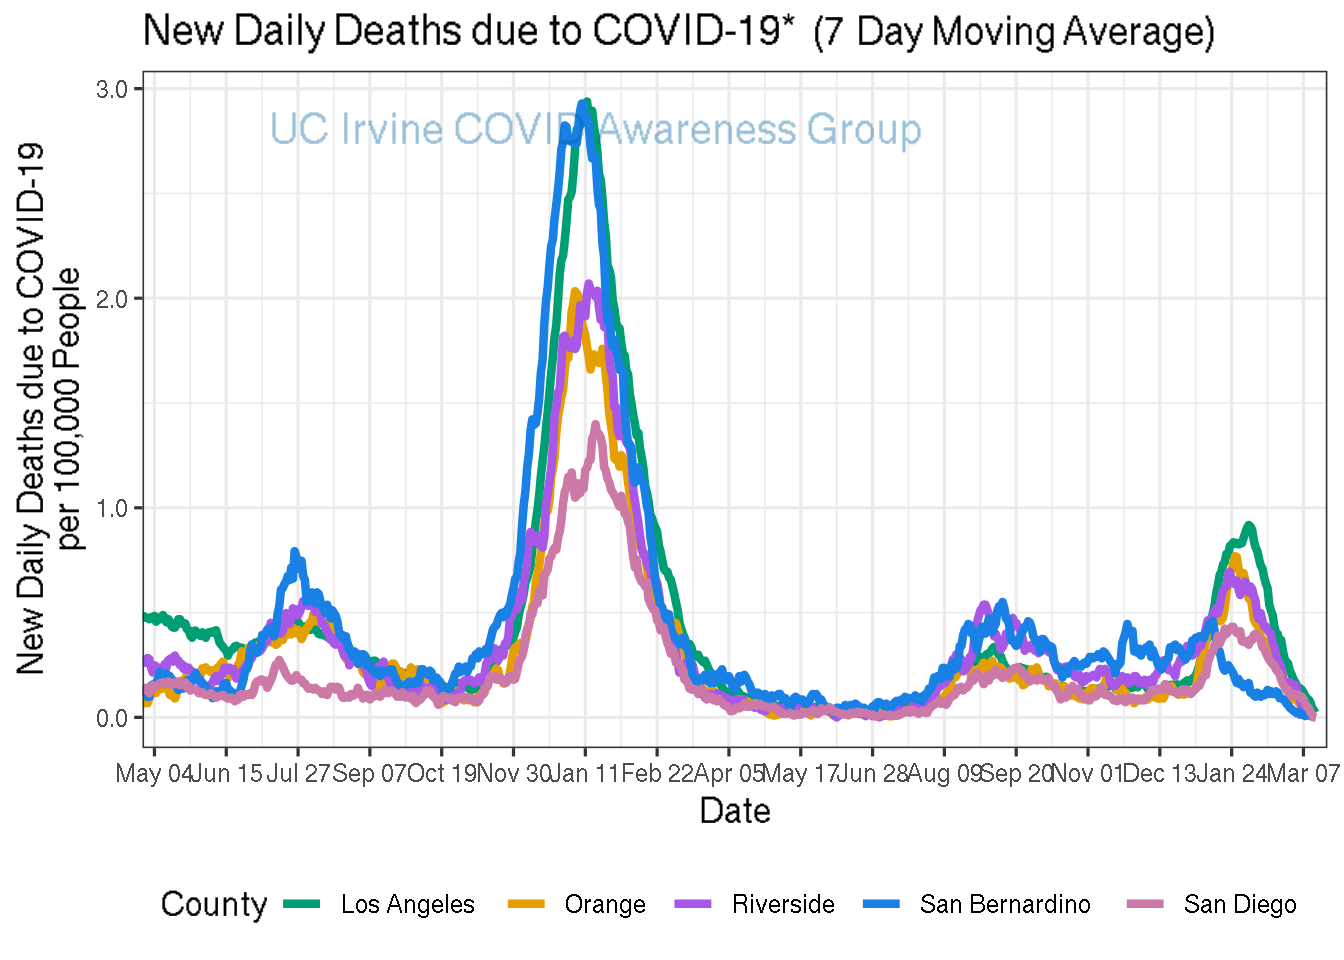 New Daily Deaths due to COVID-19* (7 Day Moving Average)
UC Irvine COVID Awareness Group
New Daily Deaths due to COVID-19
per 100,000 People
3.0
2.0
1.0
0.0
May 04 Jun 15 Jul 27 Sep 07 Oct 19 Nov 30 Jan 11 Feb 22 Apr 05 May 17 Jun 28 Aug 09 Sep 20 Nov 01 Dec 13 Jan 24 Mar 07
Date
County Los Angeles Orange Riverside San Bernardino San Diego